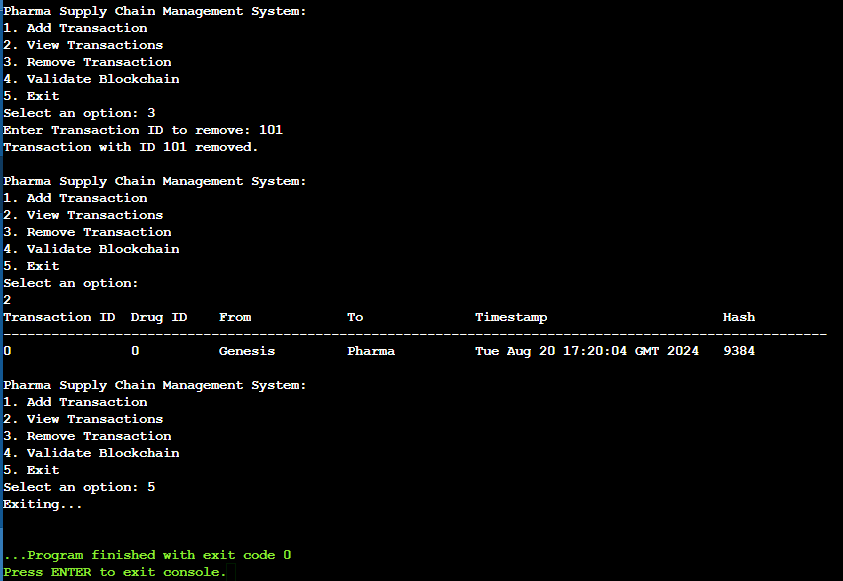 Pharma Supply Chain Management System:
1. Add Transaction
2. View Transactions
3. Remove Transaction
4. Validate Blockchain
5. Exit
Select an option: 3
Enter Transaction ID to remove: 101
Transaction with ID 101 removed.
Pharma Supply Chain Management System:
1. Add Transaction
2. View Transactions
3. Remove Transaction
4. Validate Blockchain
5. Exit
Select an option:
2
Transaction ID  Drug ID    From            To              Timestamp                      Hash
-------------------------------------------------------------------------------------------------------
0               0          Genesis         Pharma          Tue Aug 20 17:20:04 GMT 2024   9384
Pharma Supply Chain Management System:
1. Add Transaction
2. View Transactions
3. Remove Transaction
4. Validate Blockchain
5. Exit
Select an option: 5
Exiting...
...Program finished with exit code 0
Press ENTER to exit console.